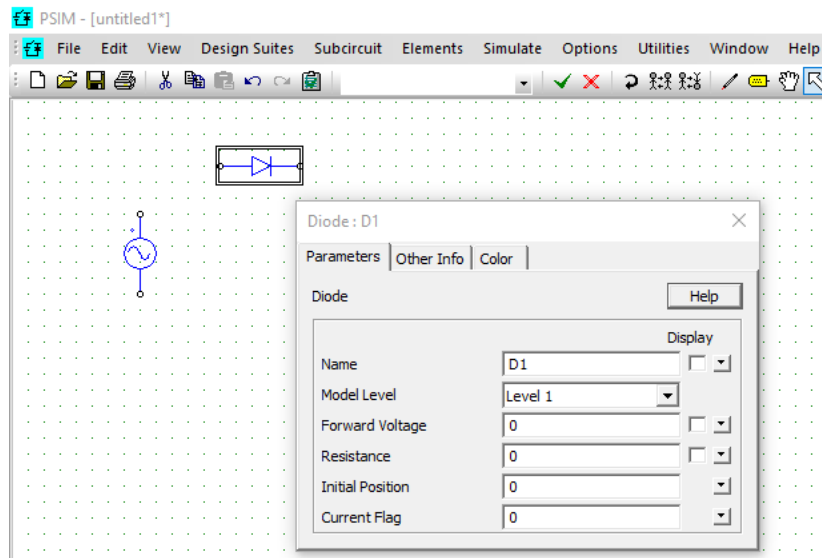 PSIM - [untitled1*]
File Edit View Design Suites Subcircuit Elements Simulate Options Utilities Window Help
Diode : D1
Parameters Other Info Color
Diode Help
Display
Name D1
Model Level Level 1
Forward Voltage 0
Resistance 0
Initial Position 0
Current Flag 0